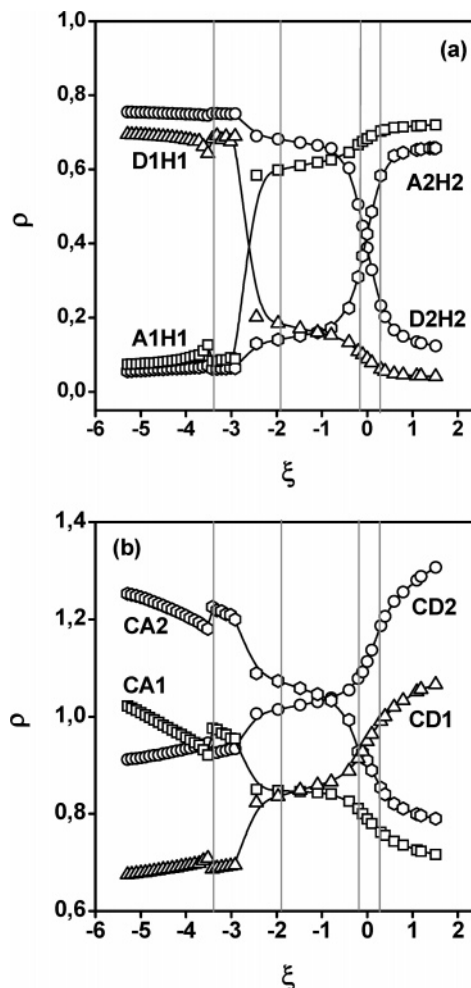 1,0
(a)
0,8
D1H1
A2H2
0,6
ρ
0,4
A1H1
D2H2
0,2
0,0
-6 -5 -4 -3 -2 -1 0 1 2
ξ
1,4
(b)
CA2
CD2
1,2
CA1
ρ
1,0
CD1
0,8
0,6
-6 -5 -4 -3 -2 -1 0 1 2
ξ